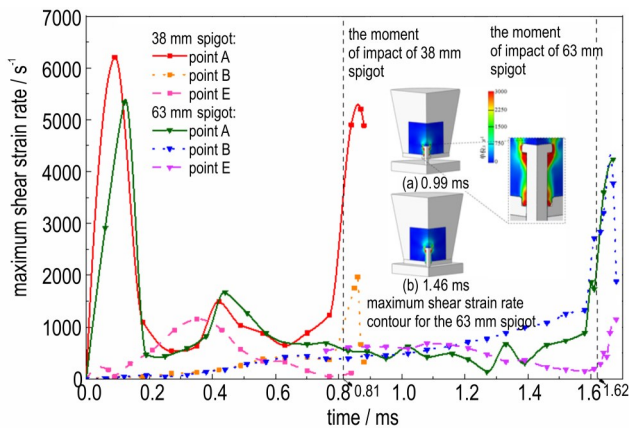 7000
6000
5000
4000
3000
2000
1000
0
maximum shear strain rate / s⁻¹
38 mm spigot:
point A
point B
point E
63 mm spigot:
point A
point B
point E
the moment
of impact of 38 mm
spigot
the moment
of impact of 63 mm
spigot
3000
2250
750
0
(a) 0.99 ms
(b) 1.46 ms
maximum shear strain rate
contour for the 63 mm spigot
0.0 0.2 0.4 0.6 0.8 1.0 1.2 1.4 1.6
0.81
1.62
time / ms